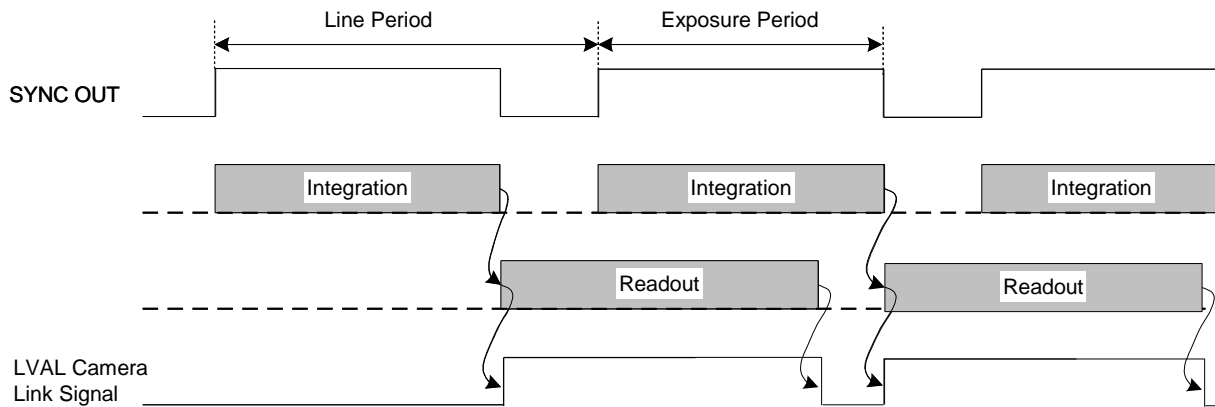 Line Period
Exposure Period
SYNC OUT
Integration
Integration
Integration
Readout
Readout
LVAL Camera
Link Signal